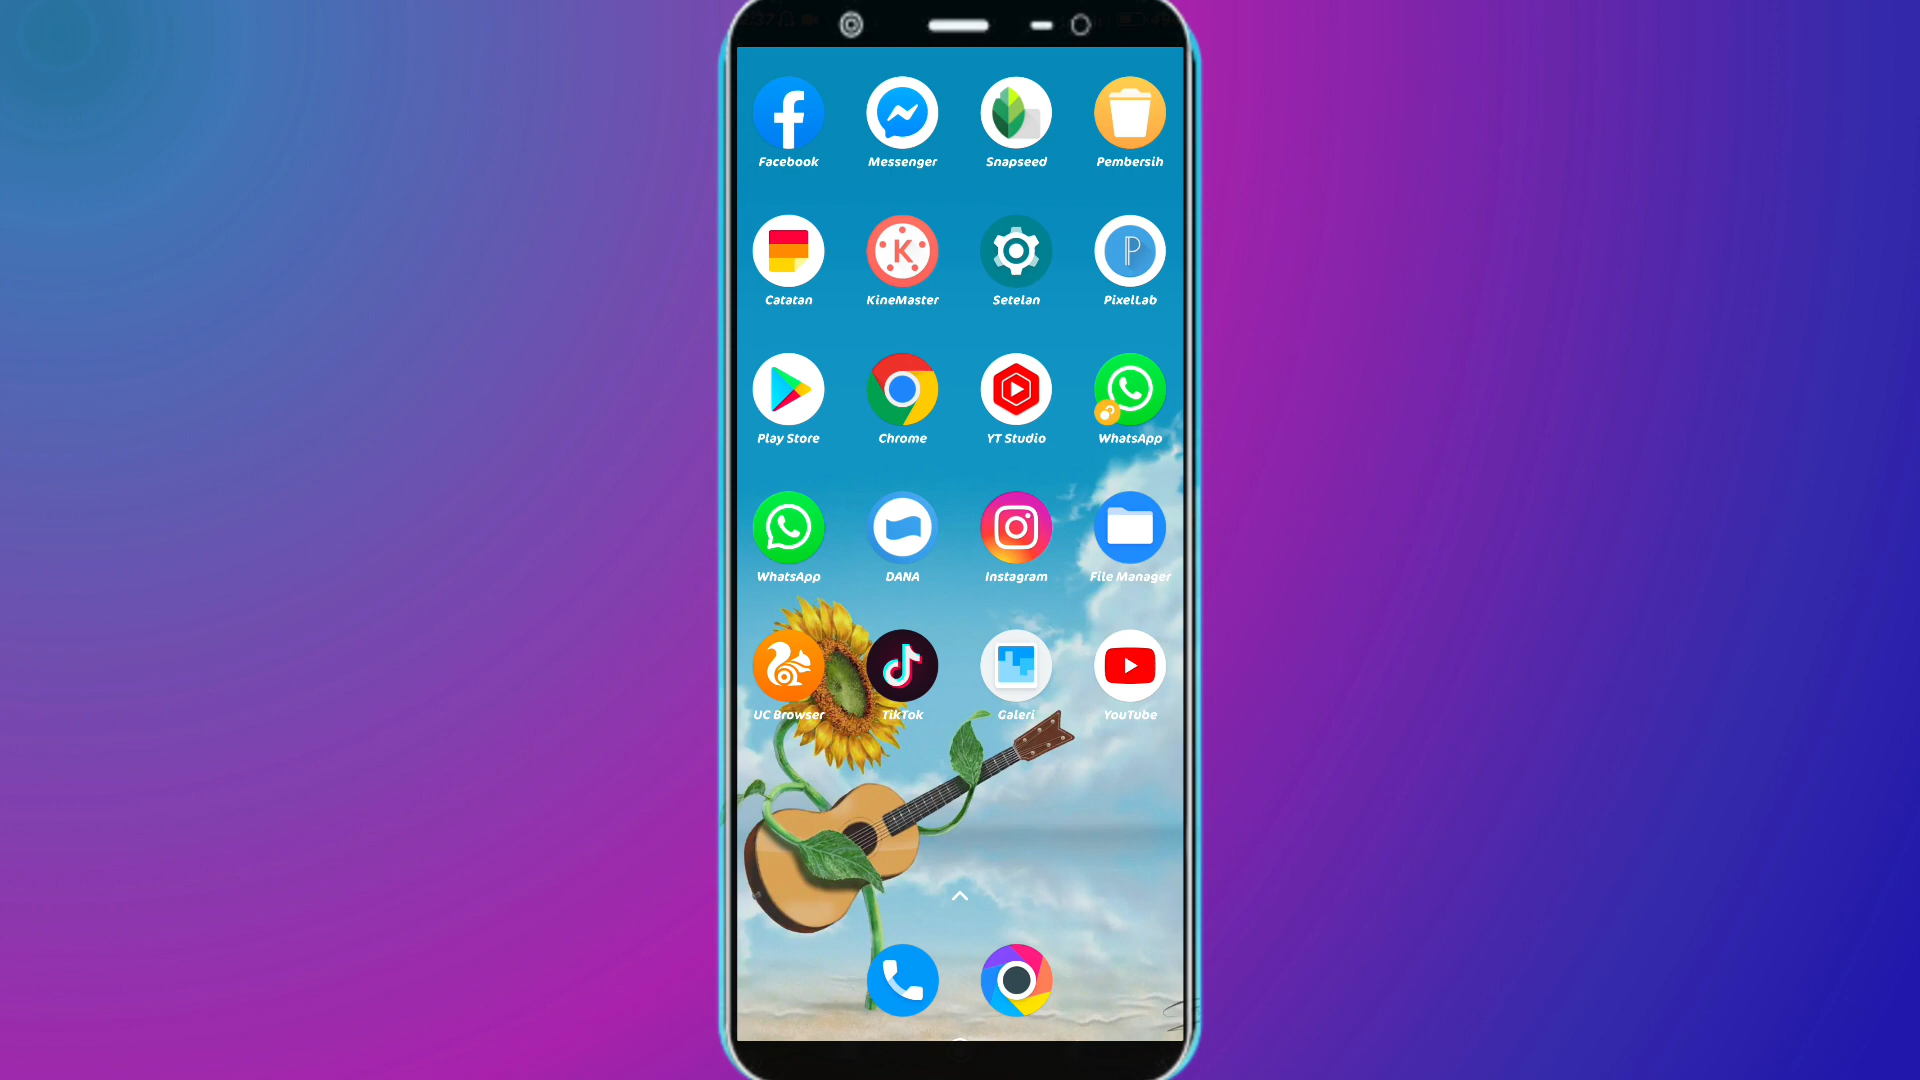 Facebook Messenger Snapseed Pembersih
Catatan KineMaster Setelan PixelLab
Play Store Chrome YT Studio WhatsApp
WhatsApp DANA Instagram File Manager
UC Browser TikTok Galeri YouTube